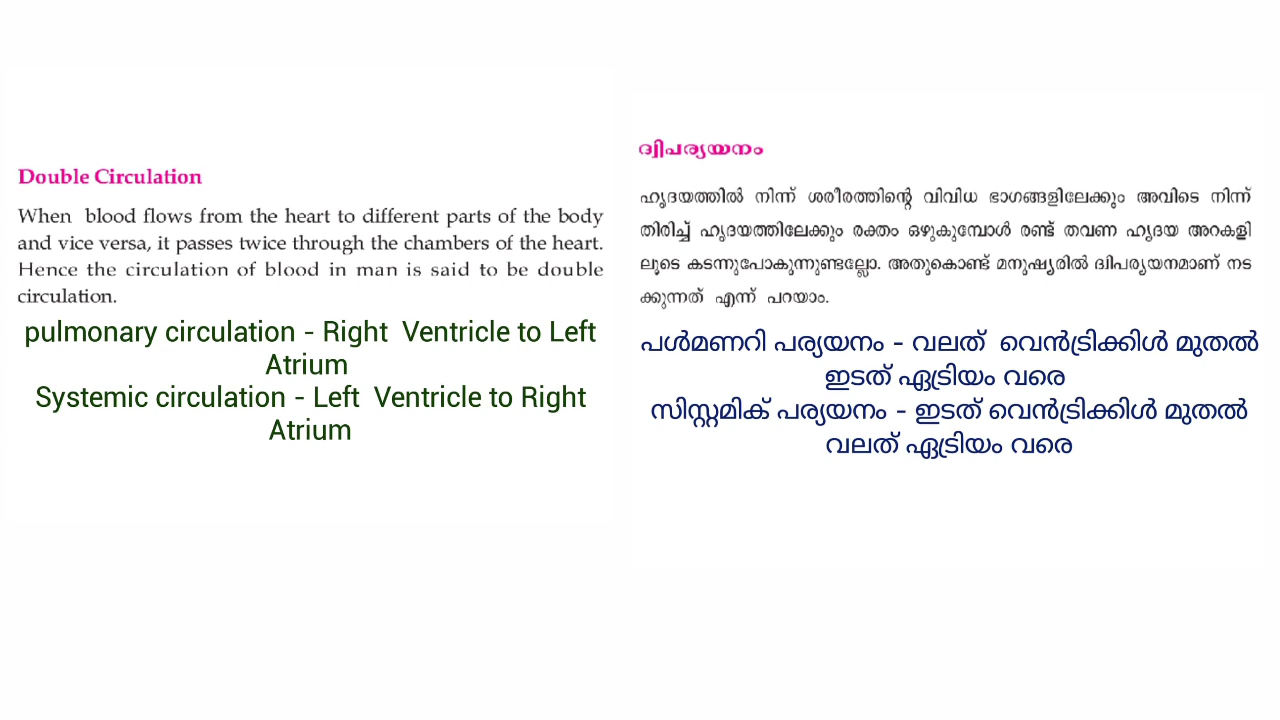 Double Circulation
When blood flows from the heart to different parts of the body
and vice versa, it passes twice through the chambers of the heart.
Hence the circulation of blood in man is said to be double
circulation.
pulmonary circulation - Right Ventricle to Left
Atrium
Systemic circulation - Left Ventricle to Right
Atrium
ദ്വിപര്യയനം
ഹൃദയത്തിൽ നിന്ന് ശരീരത്തിന്റെ വിവിധ ഭാഗങ്ങളിലേക്കും അവിടെ നിന്ന്
തിരിച്ച് ഹൃദയത്തിലേക്കും രക്തം ഒഴുകുമ്പോൾ രണ്ട് തവണ ഹൃദയ അറകളി
ലൂടെ കടന്നുപോകുന്നുണ്ടല്ലോ. അതുകൊണ്ട് മനുഷ്യരിൽ ദ്വിപര്യയനമാണ് നട
ക്കുന്നത് എന്ന് പറയാം.
പൾമണറി പര്യയനം - വലത് വെൻട്രിക്കിൾ മുതൽ
ഇടത് ഏട്രിയം വരെ
സിസ്റ്റമിക് പര്യയനം - ഇടത് വെൻട്രിക്കിൾ മുതൽ
വലത് ഏട്രിയം വരെ